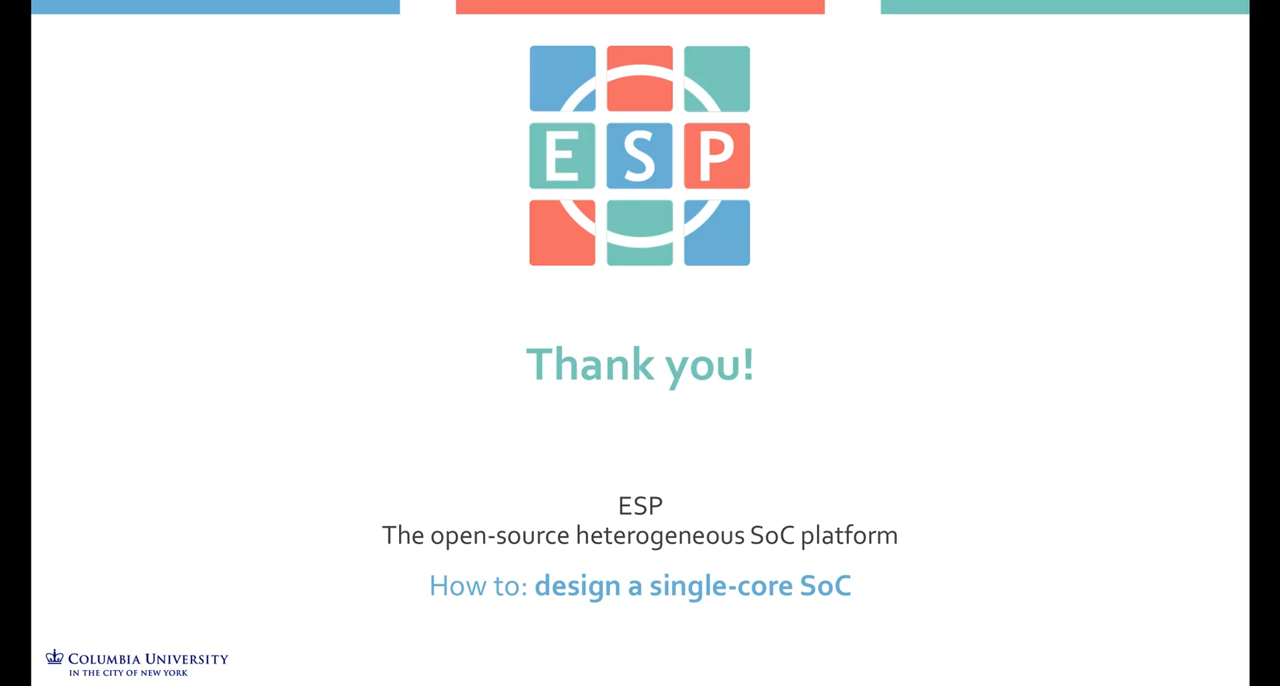 ESP
Thank you!
ESP
The open-source heterogeneous SoC platform
How to: design a single-core SoC
COLUMBIA UNIVERSITY
IN THE CITY OF NEW YORK